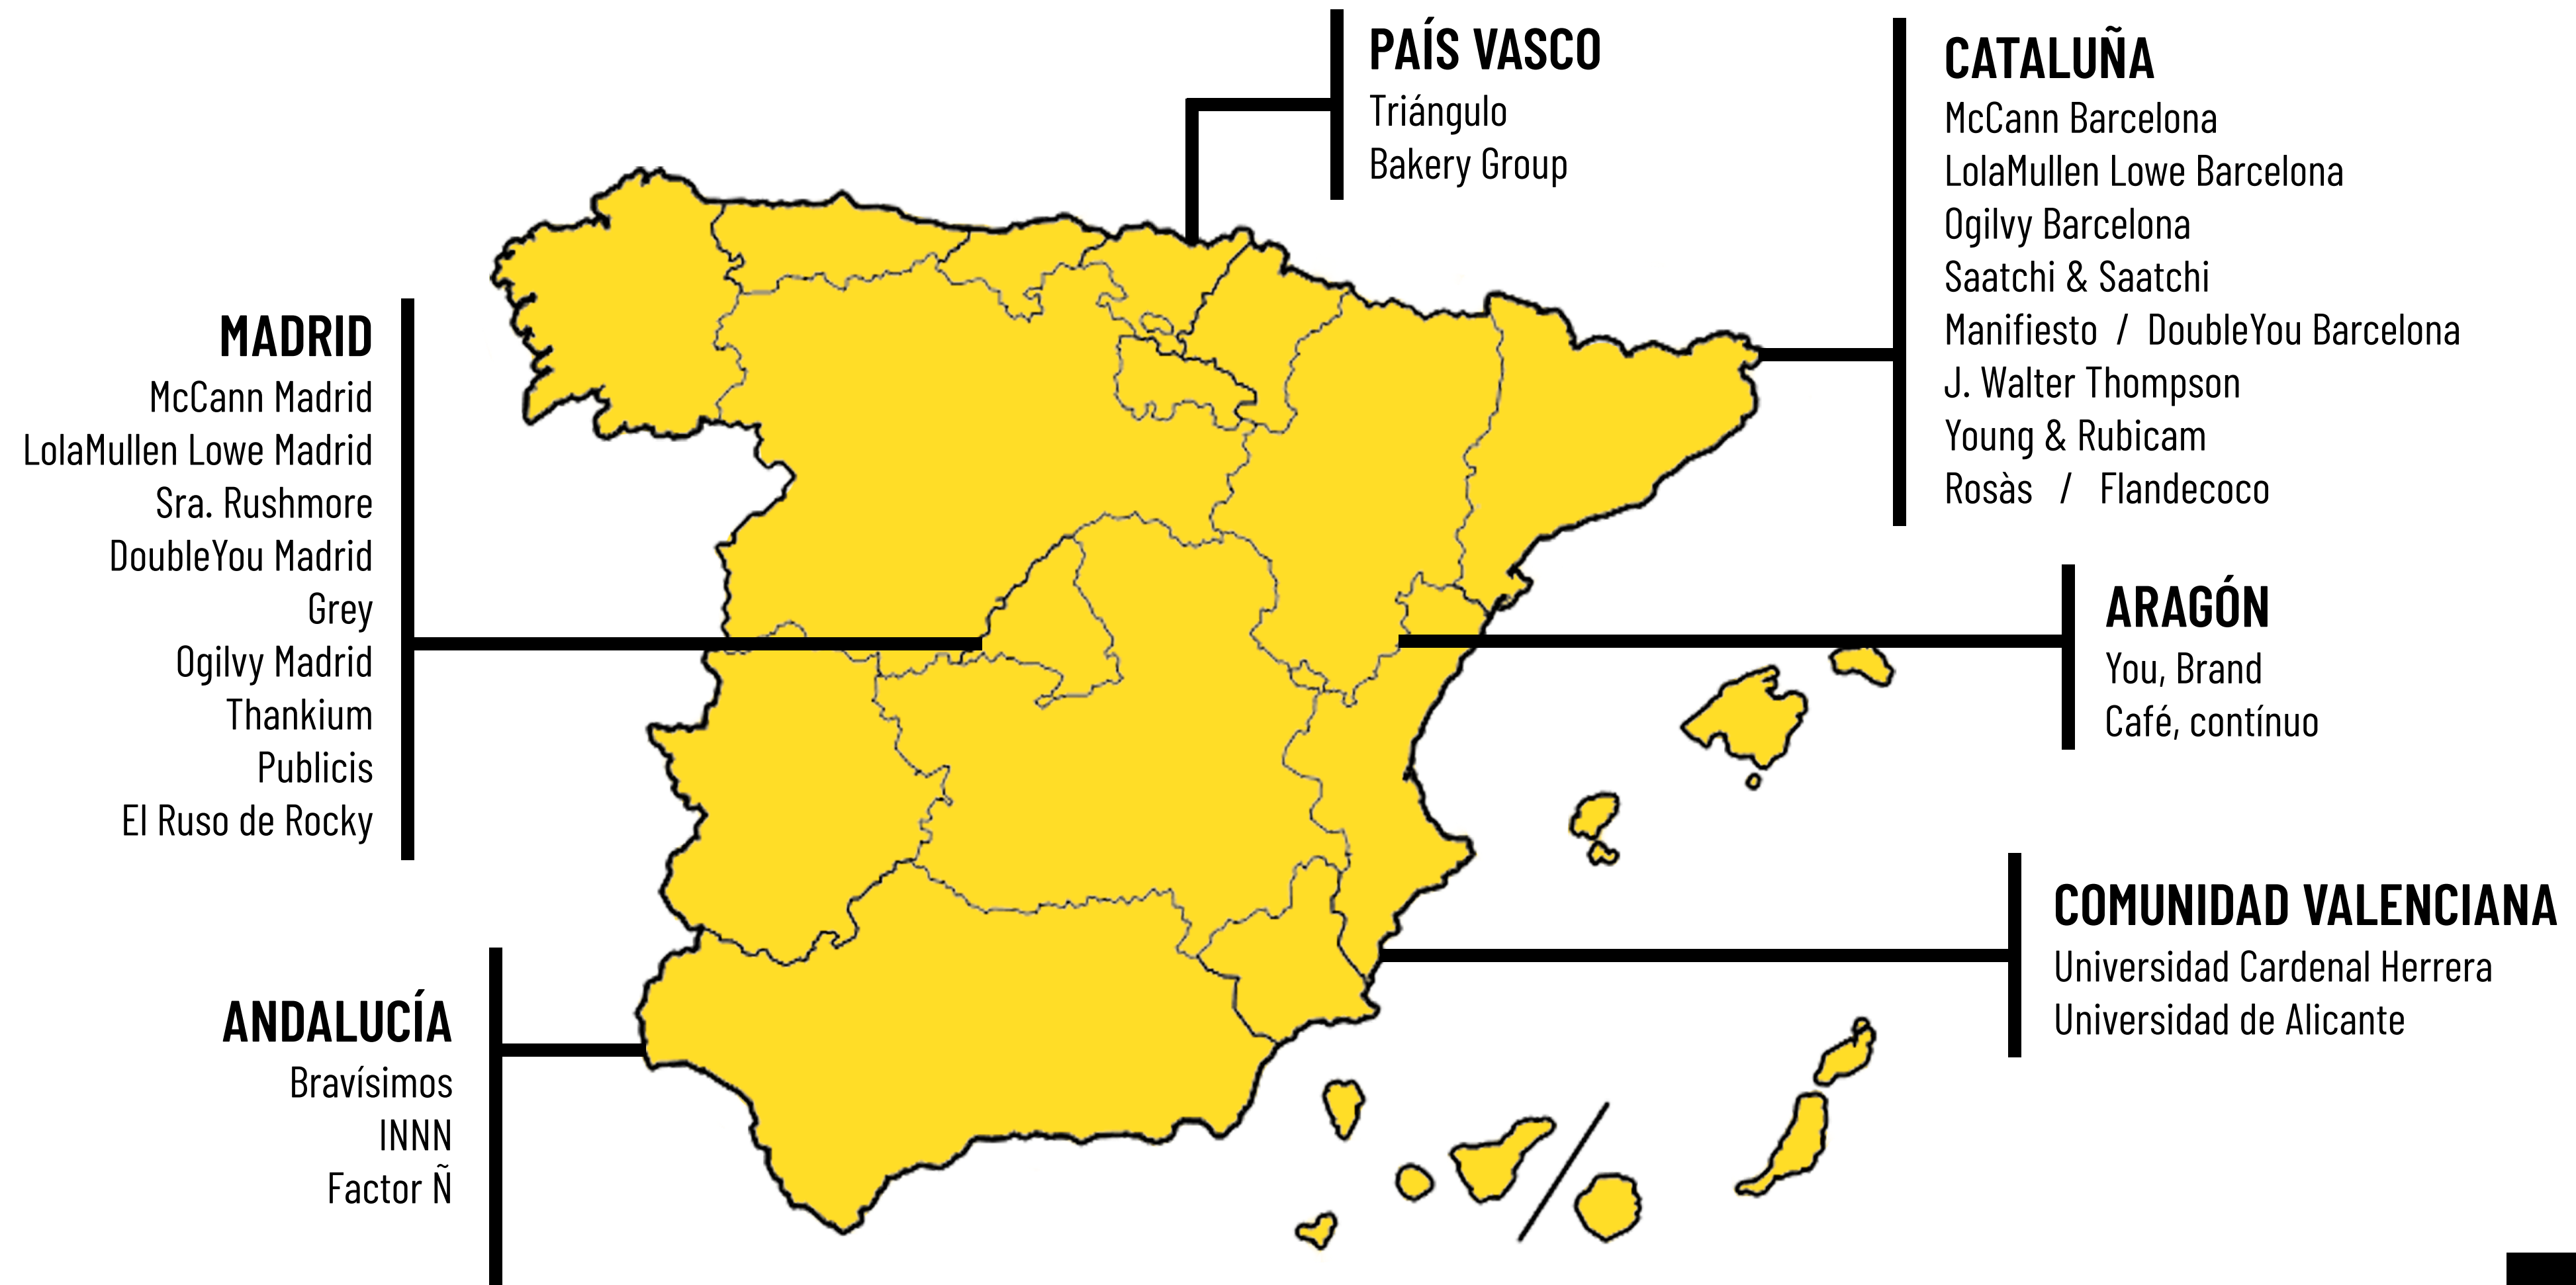 PAÍS VASCO
Triángulo
Bakery Group
CATALUÑA
McCann Barcelona
LolaMullen Lowe Barcelona
Ogilvy Barcelona
Saatchi & Saatchi
Manifiesto / DoubleYou Barcelona
J. Walter Thompson
Young & Rubicam
Rosàs / Flandecoco
MADRID
McCann Madrid
LolaMullen Lowe Madrid
Sra. Rushmore
DoubleYou Madrid
Grey
Ogilvy Madrid
Thankium
Publicis
El Ruso de Rocky
ARAGÓN
You, Brand
Café, contínuo
COMUNIDAD VALENCIANA
Universidad Cardenal Herrera
Universidad de Alicante
ANDALUCÍA
Bravísimos
INNN
Factor Ñ